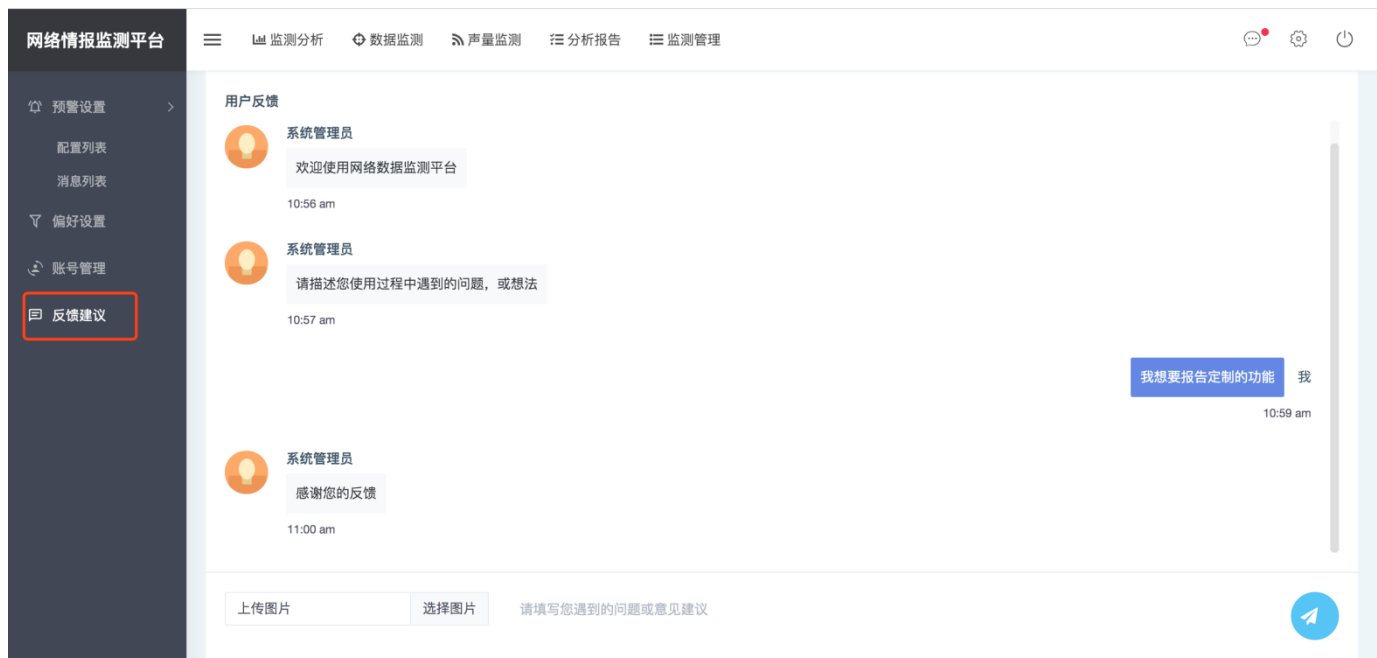 网络情报监测平台
监测分析 数据监测 声量监测 分析报告 监测管理
预警设置
配置列表
消息列表
偏好设置
账号管理
反馈建议
用户反馈
系统管理员
欢迎使用网络数据监测平台
10:56 am
系统管理员
请描述您使用过程中遇到的问题，或想法
10:57 am
我想要报告定制的功能 我
10:59 am
系统管理员
感谢您的反馈
11:00 am
上传图片 选择图片 请填写您遇到的问题或意见建议